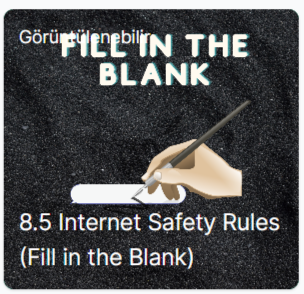 Görüntülenebilir
FILL IN THE
BLANK
8.5 Internet Safety Rules
(Fill in the Blank)